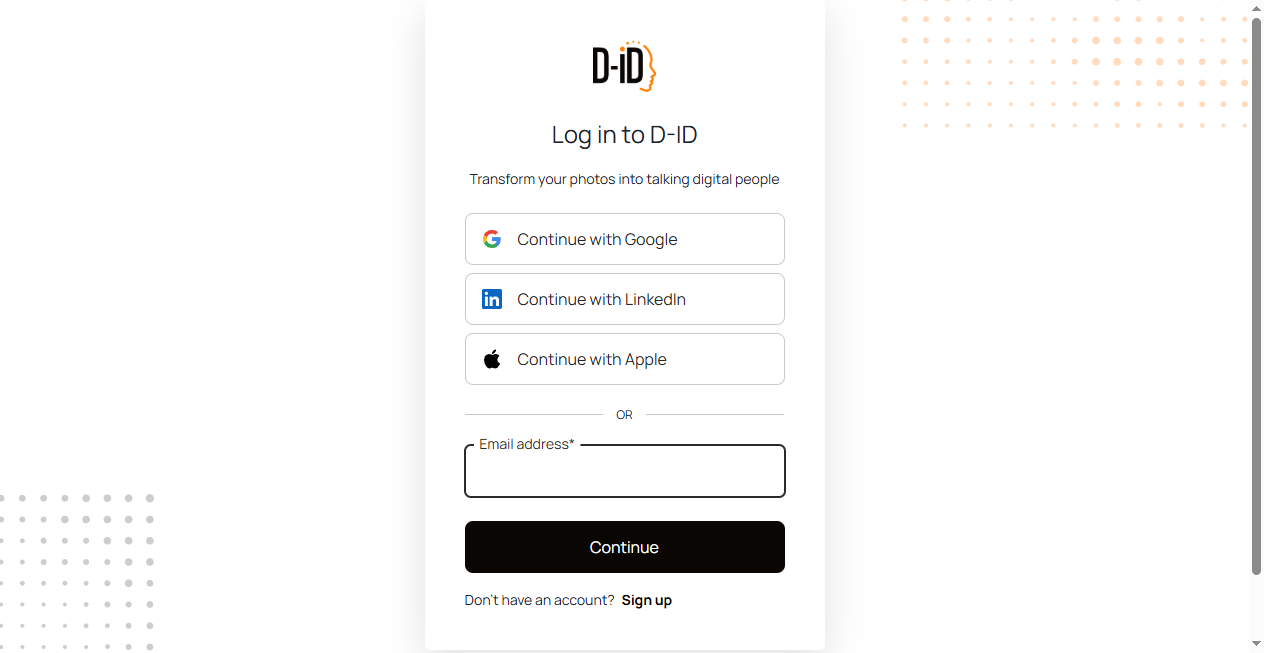 D-iD
Log in to D-ID
Transform your photos into talking digital people
Continue with Google
Continue with LinkedIn
Continue with Apple
OR
Email address*
Continue
Don't have an account? Sign up